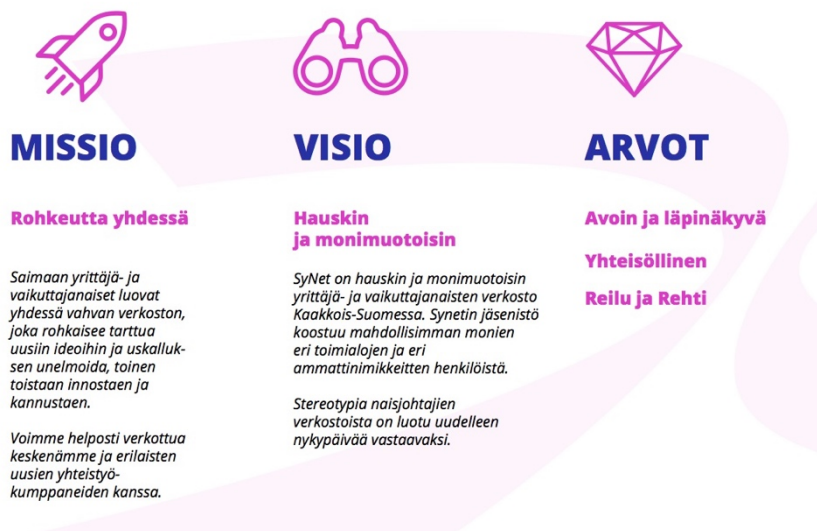 MISSIO
Rohkeutta yhdessä
Saimaan yrittäjä- ja
vaikuttajanaiset luovat
yhdessä vahvan verkoston,
joka rohkaisee tarttua
uusiin ideoihin ja uskalluk-
sen unelmoida, toinen
toistaan innostaen ja
kannustaen.
Voimme helposti verkottua
keskenämme ja erilaisten
uusien yhteistyö-
kumppaneiden kanssa.
VISIO
Hauskin
ja monimuotoisin
SyNet on hauskin ja monimuotoisin
yrittäjä- ja vaikuttajanaisten verkosto
Kaakkois-Suomessa. Synetin jäsenistö
koostuu mahdollisimman monien
eri toimialojen ja eri
ammattinimikkeitten henkilöistä.
Stereotypia naisjohtajien
verkostoista on luotu uudelleen
nykypäivää vastaavaksi.
ARVOT
Avoin ja läpinäkyvä
Yhteisöllinen
Reilu ja Rehti